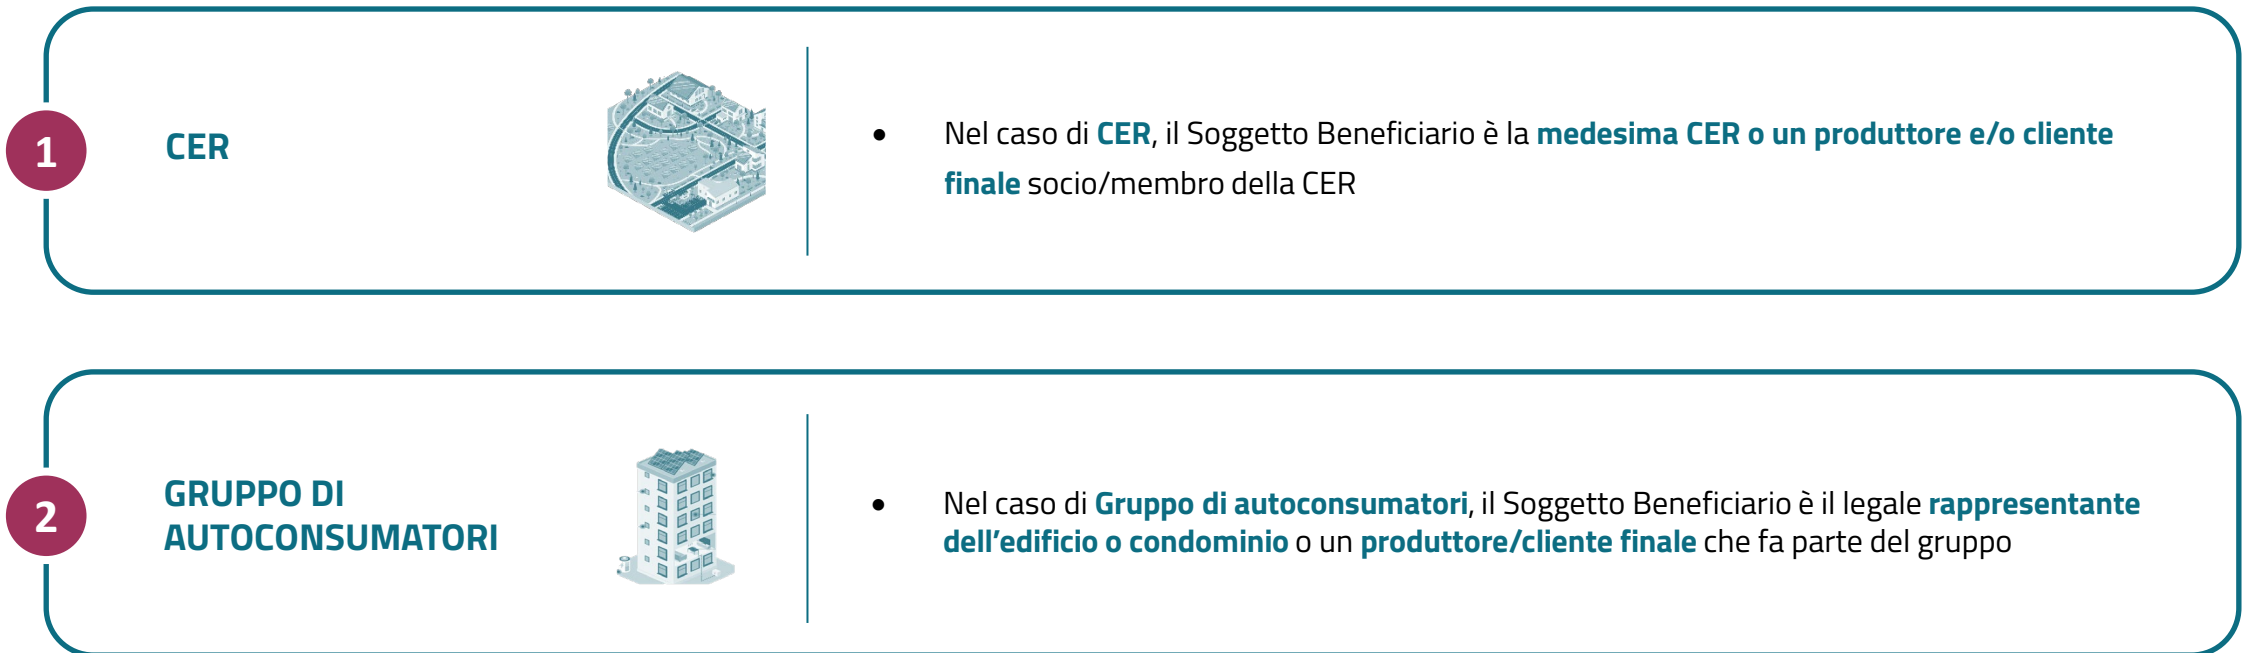 1
CER
• Nel caso di CER, il Soggetto Beneficiario è la medesima CER o un produttore e/o cliente
finale socio/membro della CER
2
GRUPPO DI
AUTOCONSUMATORI
• Nel caso di Gruppo di autoconsumatori, il Soggetto Beneficiario è il legale rappresentante
dell’edificio o condominio o un produttore/cliente finale che fa parte del gruppo